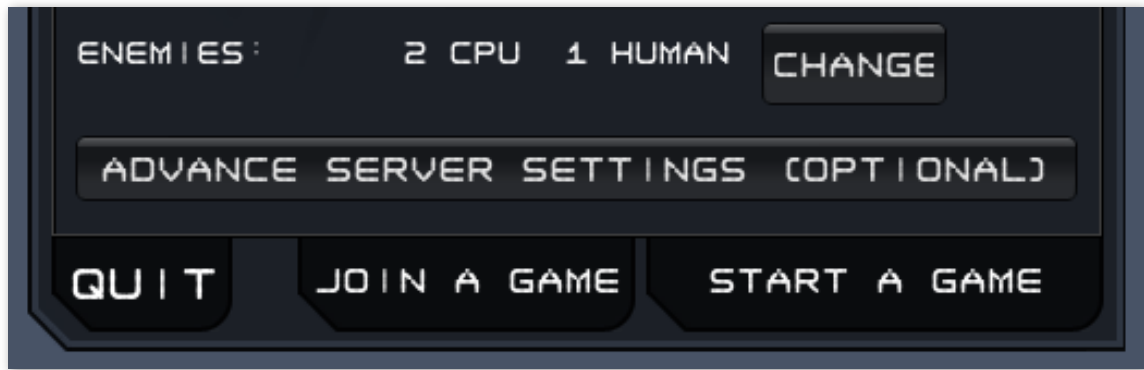 ENEMIES: 2 CPU 1 HUMAN CHANGE
ADVANCE SERVER SETTINGS (OPTIONAL)
QUIT JOIN A GAME START A GAME